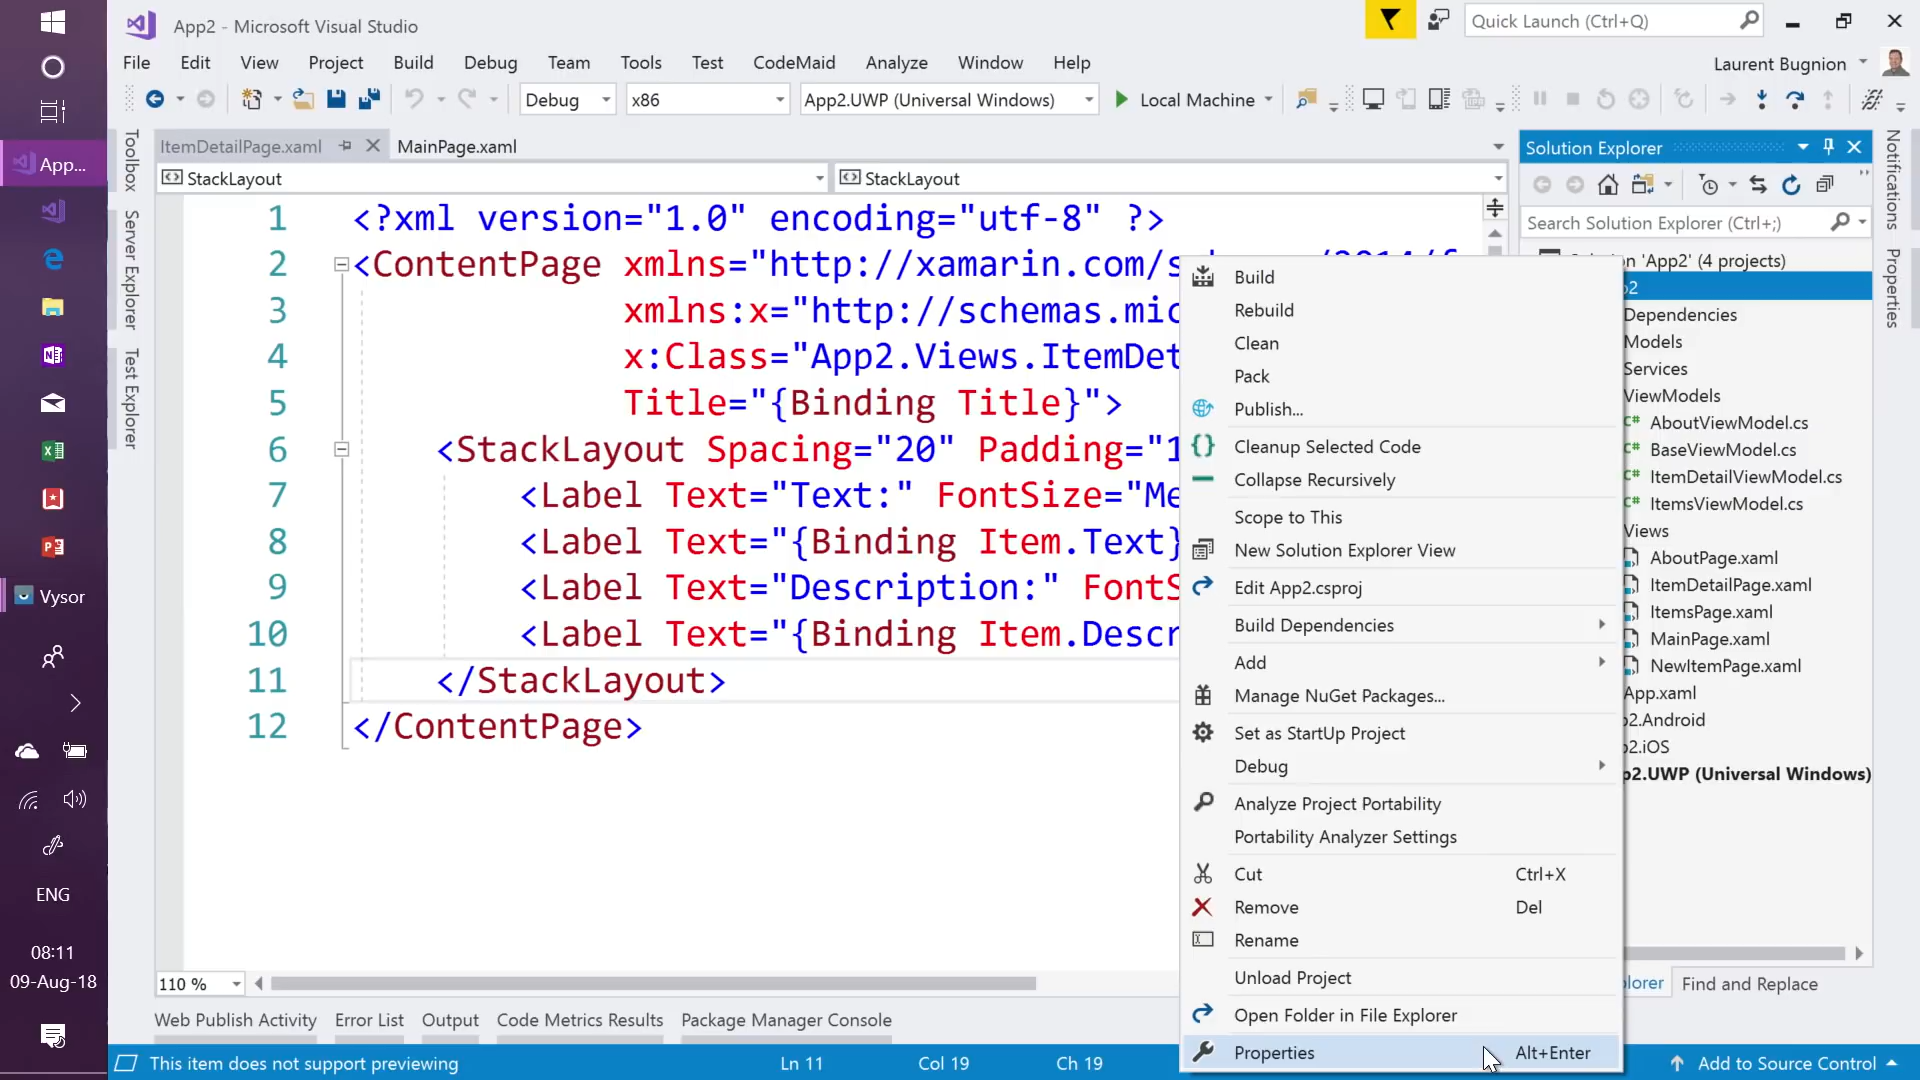 App2 - Microsoft Visual Studio
Quick Launch (Ctrl+Q)
File Edit View Project Build Debug Team Tools Test CodeMaid Analyze Window Help
Laurent Bugnion
Debug x86 App2.UWP (Universal Windows) Local Machine
App...
Vysor
ENG
08:11
09-Aug-18
Toolbox
Server Explorer
Test Explorer
ItemDetailPage.xaml MainPage.xaml
StackLayout StackLayout
1 <?xml version="1.0" encoding="utf-8" ?>
2 <ContentPage xmlns="http://xamarin.com/s
3 xmlns:x="http://schemas.mic
4 x:Class="App2.Views.ItemDet
5 Title="{Binding Title}">
6 <StackLayout Spacing="20" Padding="1
7 <Label Text="Text:" FontSize="Me
8 <Label Text="{Binding Item.Text}
9 <Label Text="Description:" FontS
10 <Label Text="{Binding Item.Descr
11 </StackLayout>
12 </ContentPage>
110 %
Build
Rebuild
Clean
Pack
Publish...
Cleanup Selected Code
Collapse Recursively
Scope to This
New Solution Explorer View
Edit App2.csproj
Build Dependencies
Add
Manage NuGet Packages...
Set as StartUp Project
Debug
Analyze Project Portability
Portability Analyzer Settings
Cut Ctrl+X
Remove Del
Rename
Unload Project
Open Folder in File Explorer
Properties Alt+Enter
Solution Explorer
Search Solution Explorer (Ctrl+;)
'App2' (4 projects)
p2
Dependencies
Models
Services
ViewModels
C# AboutViewModel.cs
C# BaseViewModel.cs
C# ItemDetailViewModel.cs
C# ItemsViewModel.cs
Views
AboutPage.xaml
ItemDetailPage.xaml
ItemsPage.xaml
MainPage.xaml
NewItemPage.xaml
App.xaml
p2.Android
p2.iOS
p2.UWP (Universal Windows)
plorer Find and Replace
Notifications
Properties
Web Publish Activity Error List Output Code Metrics Results Package Manager Console
This item does not support previewing Ln 11 Col 19 Ch 19 Add to Source Control